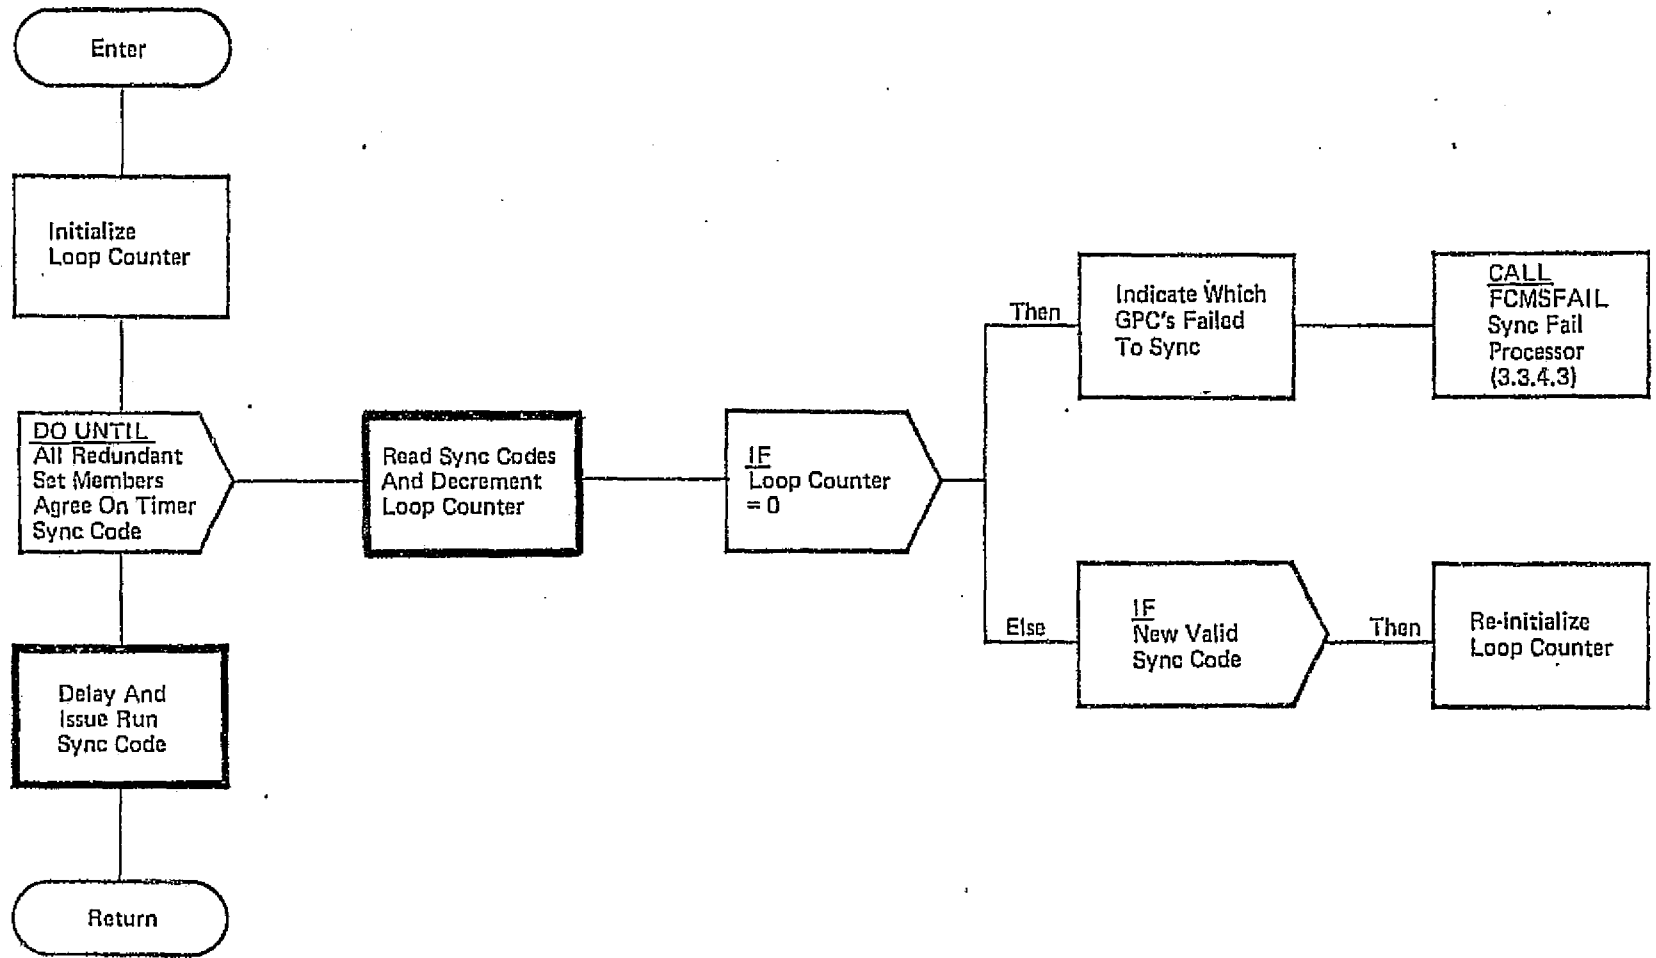 Enter
Initialize
Loop Counter
DO UNTIL
All Redundant
Set Members
Agree On Timer
Sync Code
Delay And
Issue Run
Sync Code
Return
Read Sync Codes
And Decrement
Loop Counter
IF
Loop Counter
= 0
Then
Indicate Which
GPC's Failed
To Sync
CALL
FCMSFAIL
Sync Fail
Processor
(3.3.4.3)
Else
IF
New Valid
Sync Code
Then
Re-initialize
Loop Counter